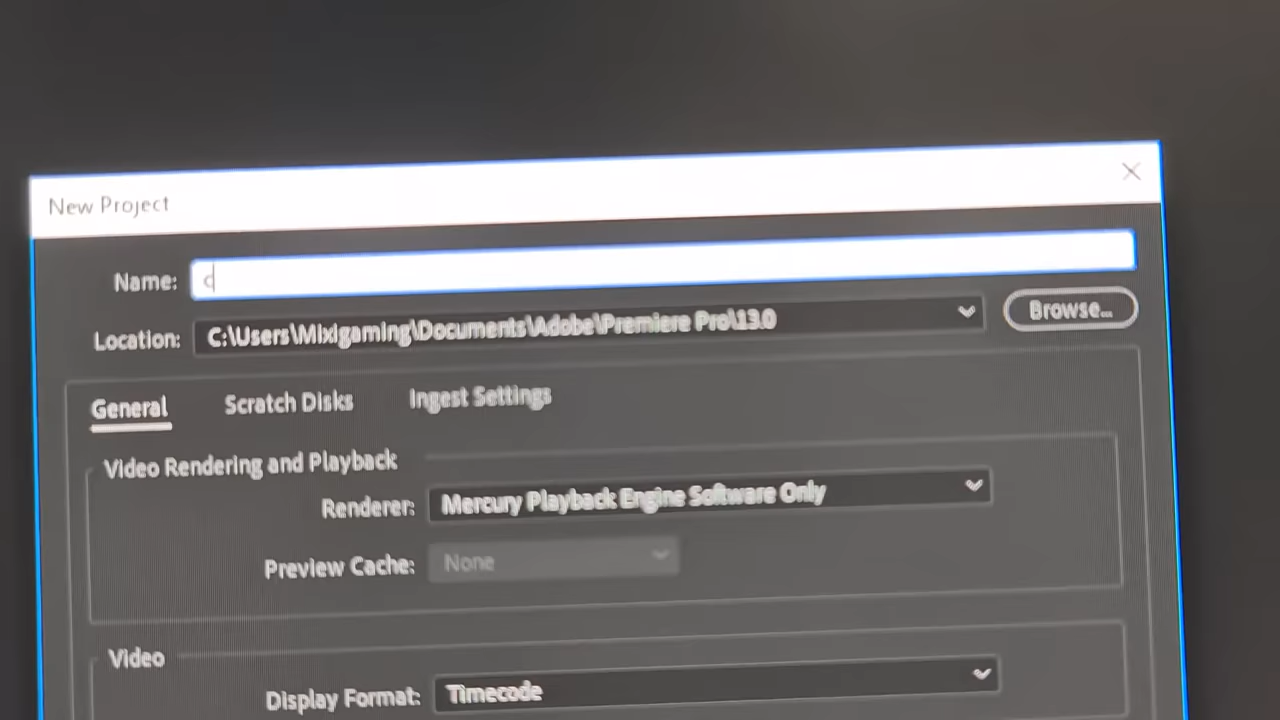 New Project
Name: c
Location: C:\Users\Mixigaming\Documents\Adobe\Premiere Pro\13.0 Browse...
General Scratch Disks Ingest Settings
Video Rendering and Playback
Renderer: Mercury Playback Engine Software Only
Preview Cache: None
Video
Display Format: Timecode